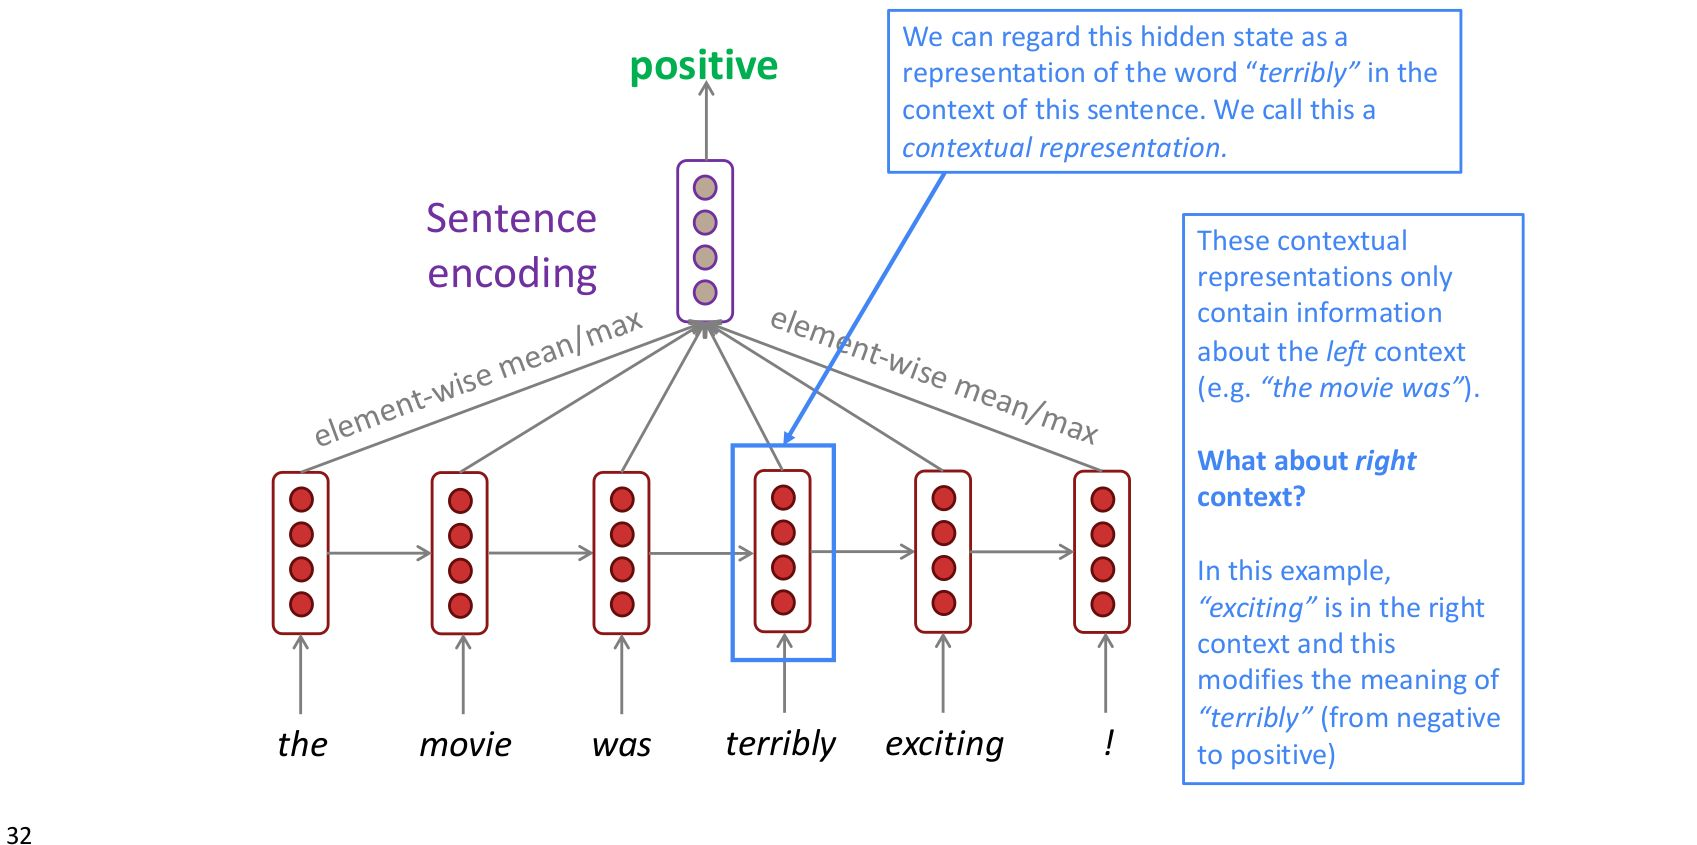 We can regard this hidden state as a
representation of the word “terribly” in the
context of this sentence. We call this a
contextual representation.
positive
Sentence
encoding
element-wise mean/max
element-wise mean/max
These contextual
representations only
contain information
about the left context
(e.g. “the movie was”).
What about right
context?
In this example,
“exciting” is in the right
context and this
modifies the meaning of
“terribly” (from negative
to positive)
the movie was terribly exciting !
32